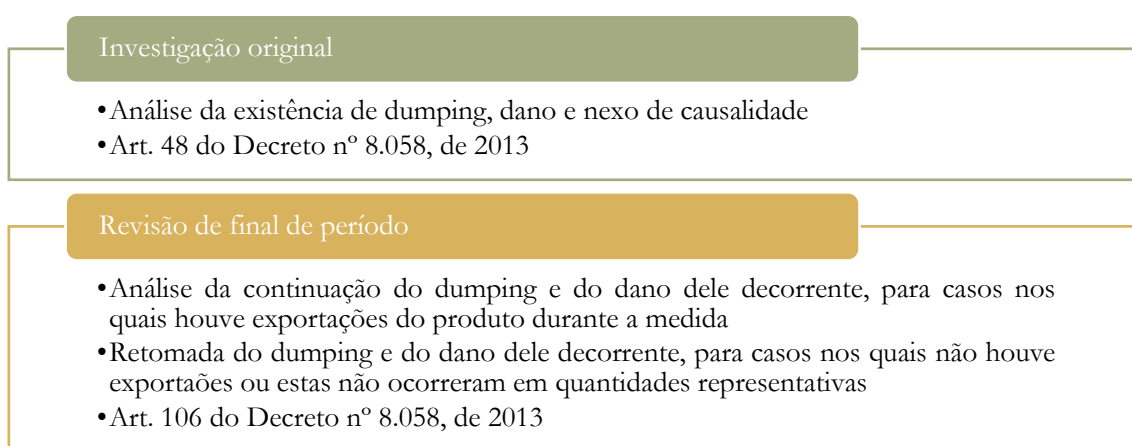 Investigação original
•Análise da existência de dumping, dano e nexo de causalidade
•Art. 48 do Decreto nº 8.058, de 2013
Revisão de final de período
•Análise da continuação do dumping e do dano dele decorrente, para casos nos
quais houve exportações do produto durante a medida
•Retomada do dumping e do dano dele decorrente, para casos nos quais não houve
exportaões ou estas não ocorreram em quantidades representativas
•Art. 106 do Decreto nº 8.058, de 2013